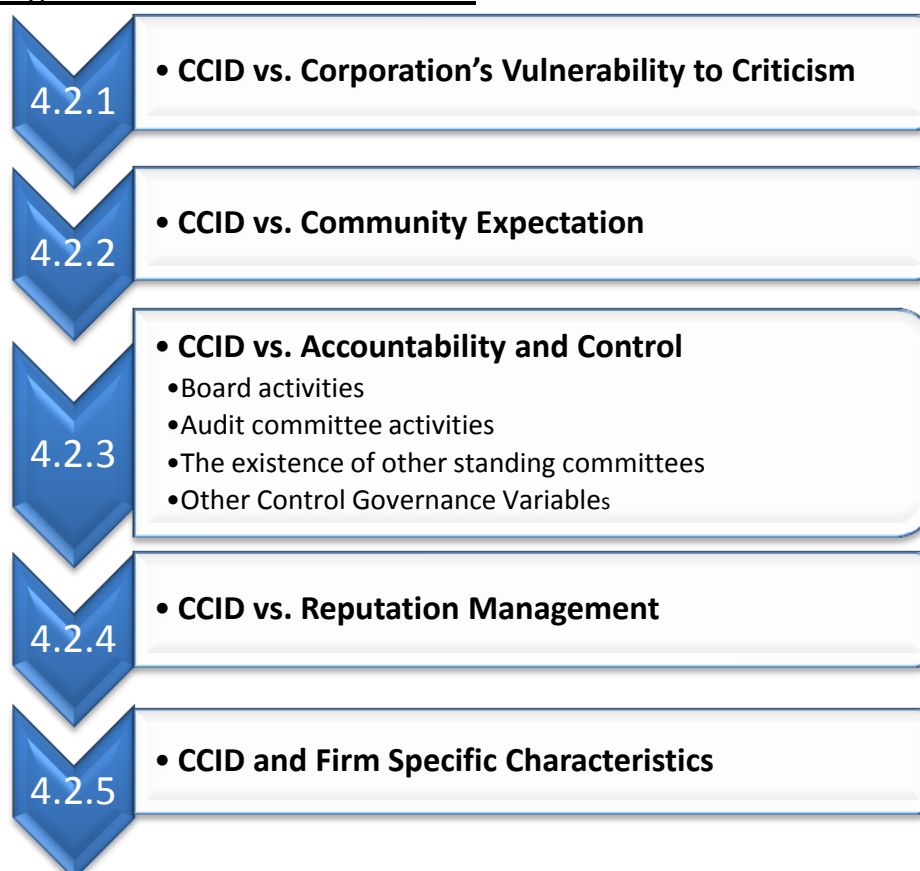 4.2.1
• CCID vs. Corporation’s Vulnerability to Criticism
4.2.2
• CCID vs. Community Expectation
4.2.3
• CCID vs. Accountability and Control
•Board activities
•Audit committee activities
•The existence of other standing committees
•Other Control Governance Variables
4.2.4
• CCID vs. Reputation Management
4.2.5
• CCID and Firm Specific Characteristics